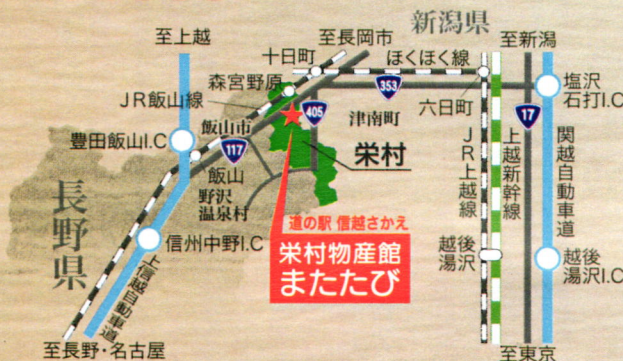 新潟県
至上越
至長岡市
至新潟
十日町
ほくほく線
森宮野原
353
塩沢
石打I.C
JR飯山線
405
六日町
17
飯山市
津南町
豊田飯山I.C
117
栄村
飯山
野沢
温泉村
JR上越線
上越新幹線
関越自動車道
長野県
道の駅 信越さかえ
信州中野I.C
栄村物産館
またたび
越後
湯沢
越後
湯沢I.C
上信越自動車道
至長野・名古屋
至東京